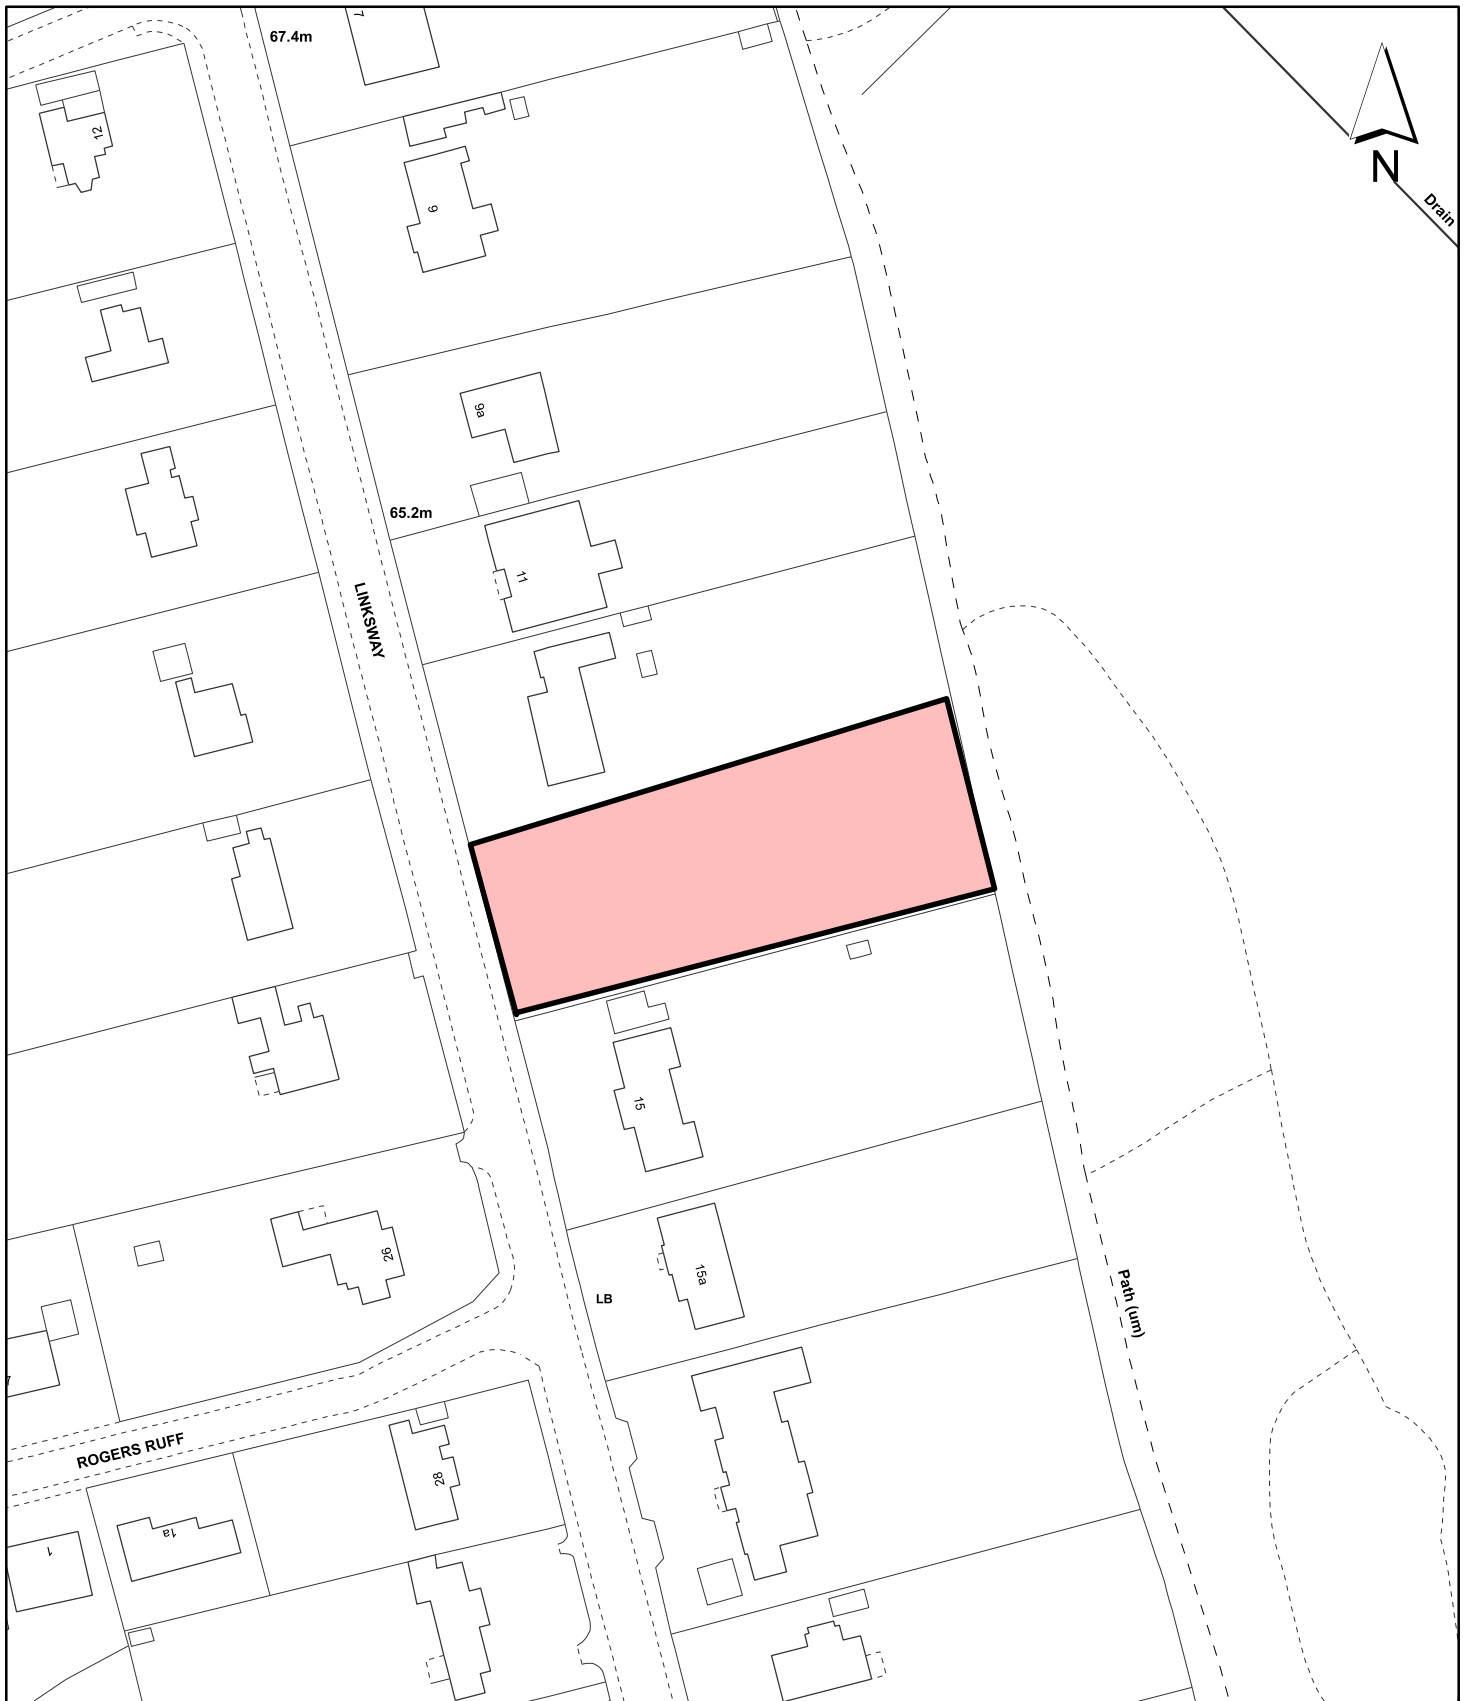 67.4m
7
12
9
N
Drain
9a
65.2m
11
LINKSWAY
15
26
15a
LB
Path (um)
ROGERS RUFF
28
1a
1